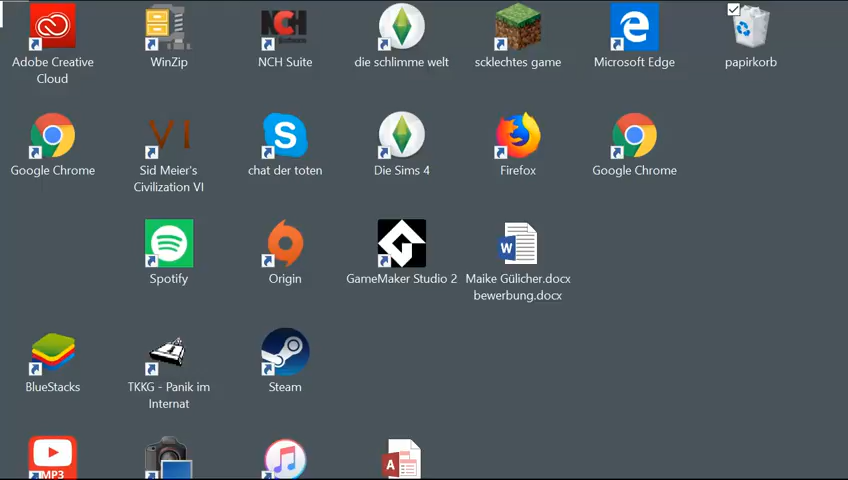 Adobe Creative
Cloud
WinZip
NCH
Software
NCH Suite
die schlimme welt
scklechtes game
Microsoft Edge
papirkorb
Google Chrome
VI
Sid Meier's
Civilization VI
S
chat der toten
Die Sims 4
Firefox
Google Chrome
Spotify
Origin
GameMaker Studio 2
W
Maike Gülicher.docx
bewerbung.docx
BlueStacks
TKKG - Panik im
Internat
Steam
MP3
A